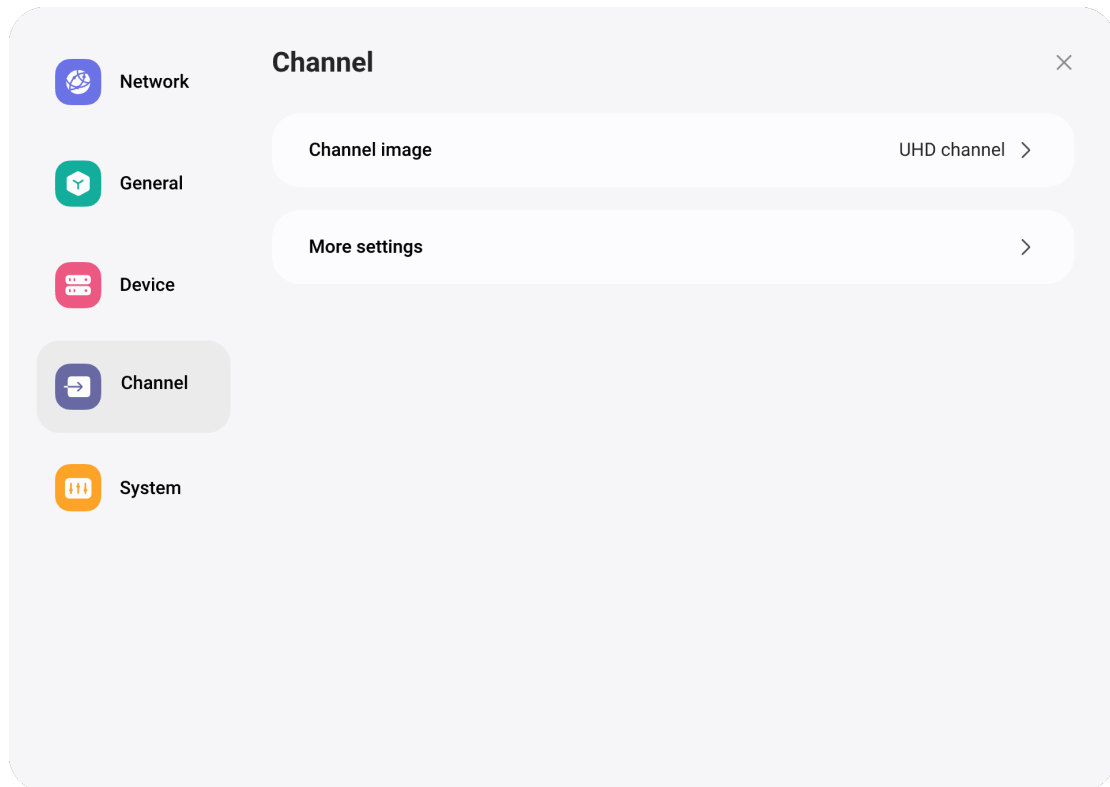 Network
General
Device
Channel
System
Channel
Channel image
UHD channel
More settings